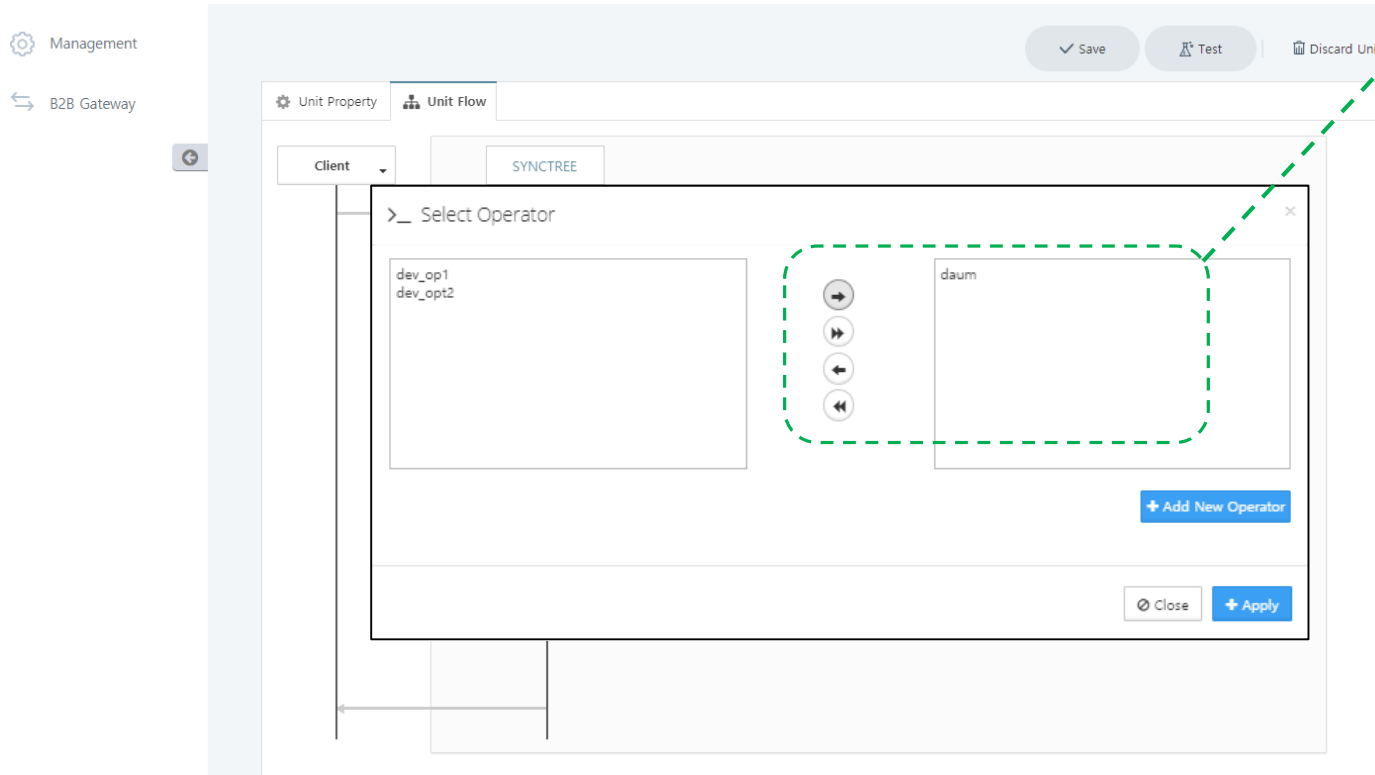 Management
B2B Gateway
Save
Test
Discard Uni
Unit Property
Unit Flow
Client
SYNCTREE
>_ Select Operator
×
dev_op1
dev_opt2
daum
+ Add New Operator
Close
+ Apply